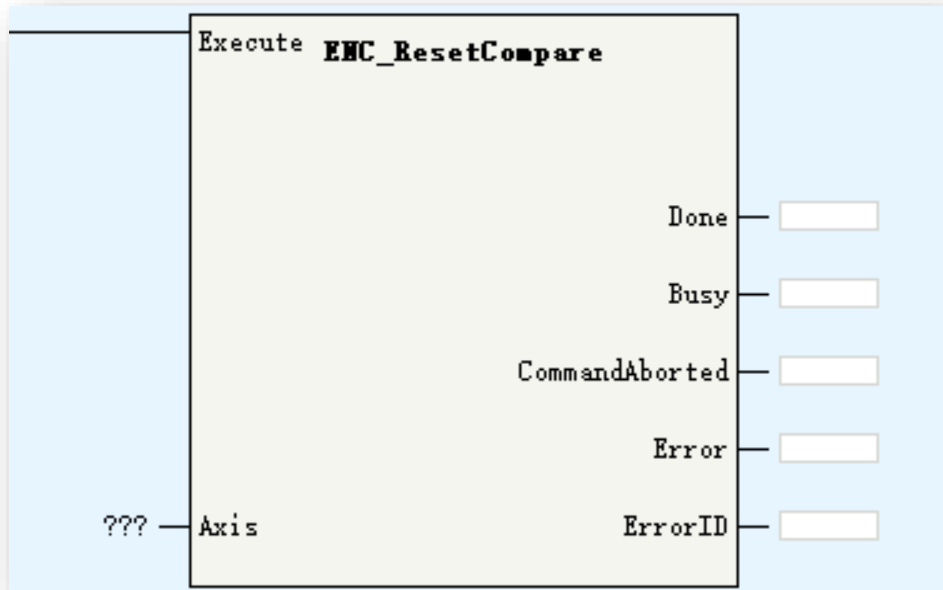 Execute
ENC_ResetCompare
Done
Busy
CommandAborted
Error
??? Axis
ErrorID